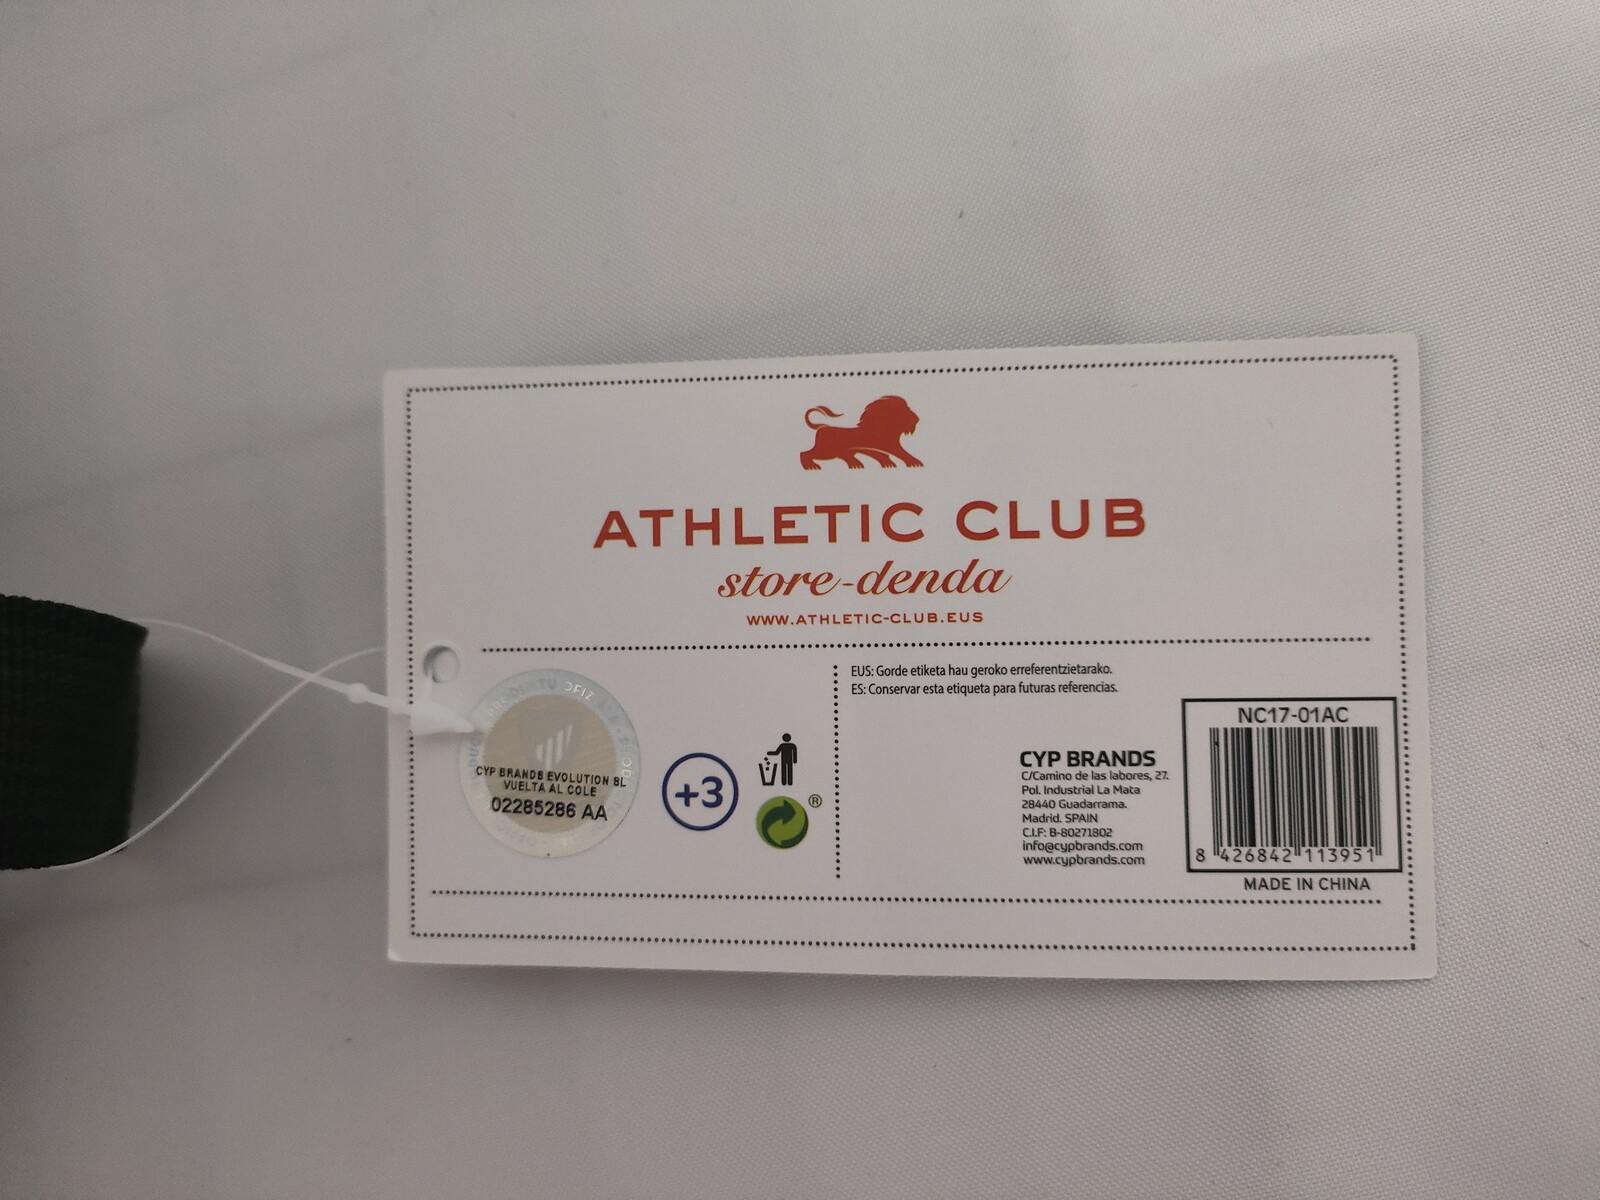 ATHLETIC CLUB
store-denda
WWW.ATHLETIC-CLUB.EUS
EUS: Gorde etiketa hau geroko erreferentzietarako.
ES: Conservar esta etiqueta para futuras referencias.
CYP BRANDS EVOLUTION SL
VUELTA AL COLE
02285286 AA
+3
®
CYP BRANDS
C/Camino de las labores, 27.
Pol. Industrial La Mata
28440 Guadarrama.
Madrid. SPAIN
C.I.F: B-80271802
info@cypbrands.com
www.cypbrands.com
NC17-01AC
8 426842 113951
MADE IN CHINA